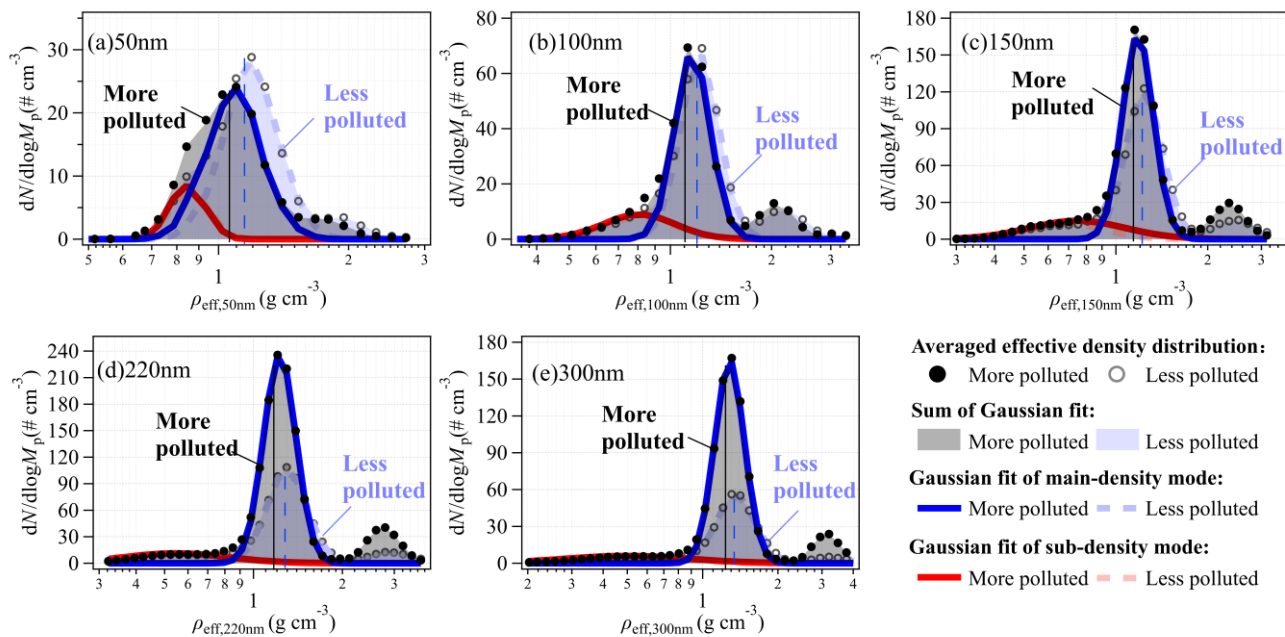 (a)50nm
dN/dlogMp(# cm-3)
30
20
10
0
More
polluted
Less
polluted
5 6 7 8 9 2 3
1
ρeff,50nm (g cm-3)
(b)100nm
dN/dlogMp(# cm-3)
80
60
40
20
0
More
polluted
Less
polluted
4 5 6 7 8 9 2 3
1
ρeff,100nm (g cm-3)
(c)150nm
dN/dlogMp(# cm-3)
180
150
120
90
60
30
0
More
polluted
Less
polluted
3 4 5 6 7 8 9 2 3
1
ρeff,150nm (g cm-3)
(d)220nm
dN/dlogMp(# cm-3)
240
210
180
150
120
90
60
30
0
More
polluted
Less
polluted
3 4 5 6 7 8 9 2 3
1
ρeff,220nm (g cm-3)
(e)300nm
dN/dlogMp(# cm-3)
180
150
120
90
60
30
0
More
polluted
Less
polluted
2 3 4 5 6 7 8 9 2 3 4
1
ρeff,300nm (g cm-3)
Averaged effective density distribution:
More polluted Less polluted
Sum of Gaussian fit:
More polluted Less polluted
Gaussian fit of main-density mode:
More polluted Less polluted
Gaussian fit of sub-density mode:
More polluted Less polluted